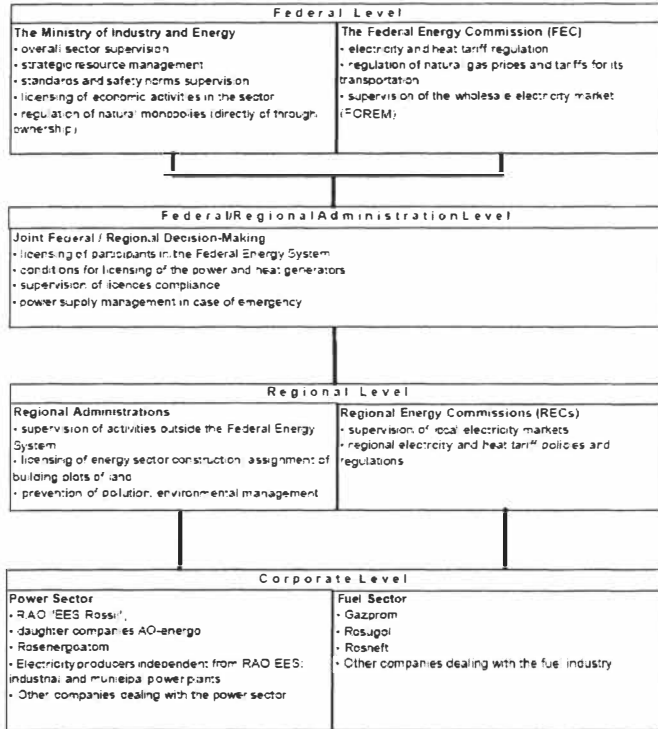 Federal Level
The Ministry of Industry and Energy
• overall sector supervision
• strategic resource management
• standards and safety norms supervision
• licensing of economic activities in the sector
• regulation of natural monopolies (directly of through
ownership)
The Federal Energy Commission (FEC)
• electricity and heat tariff regulation
• regulation of natural gas prices and tariffs for its
transportation
• supervision of the wholesale electricity market
(FOREM)
Federal/Regional Administration Level
Joint Federal / Regional Decision-Making
• licensing of participants in the Federal Energy System
• conditions for licensing of the power and heat generators
• supervision of licences compliance
• power supply management in case of emergency
Regional Level
Regional Administrations
• supervision of activities outside the Federal Energy
System
• licensing of energy sector construction, assignment of
building plots of land
• prevention of pollution, environmental management
Regional Energy Commissions (RECs)
• supervision of local electricity markets
• regional electricity and heat tariff policies and
regulations
Corporate Level
Power Sector
• RAO "EES Rossii",
• daughter companies AO-energo
• Rosenergoatom
• Electricity producers independent from RAO EES:
industrial and municipal power plants
• Other companies dealing with the power sector
Fuel Sector
• Gazprom
• Rosugol
• Rosneft
• Other companies dealing with the fuel industry